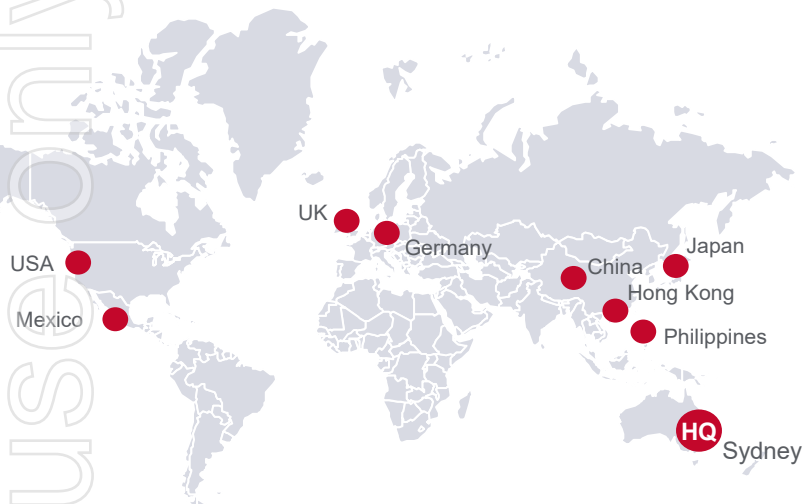 use only
UK
Germany
USA
Mexico
Japan
China
Hong Kong
Philippines
HQ
Sydney